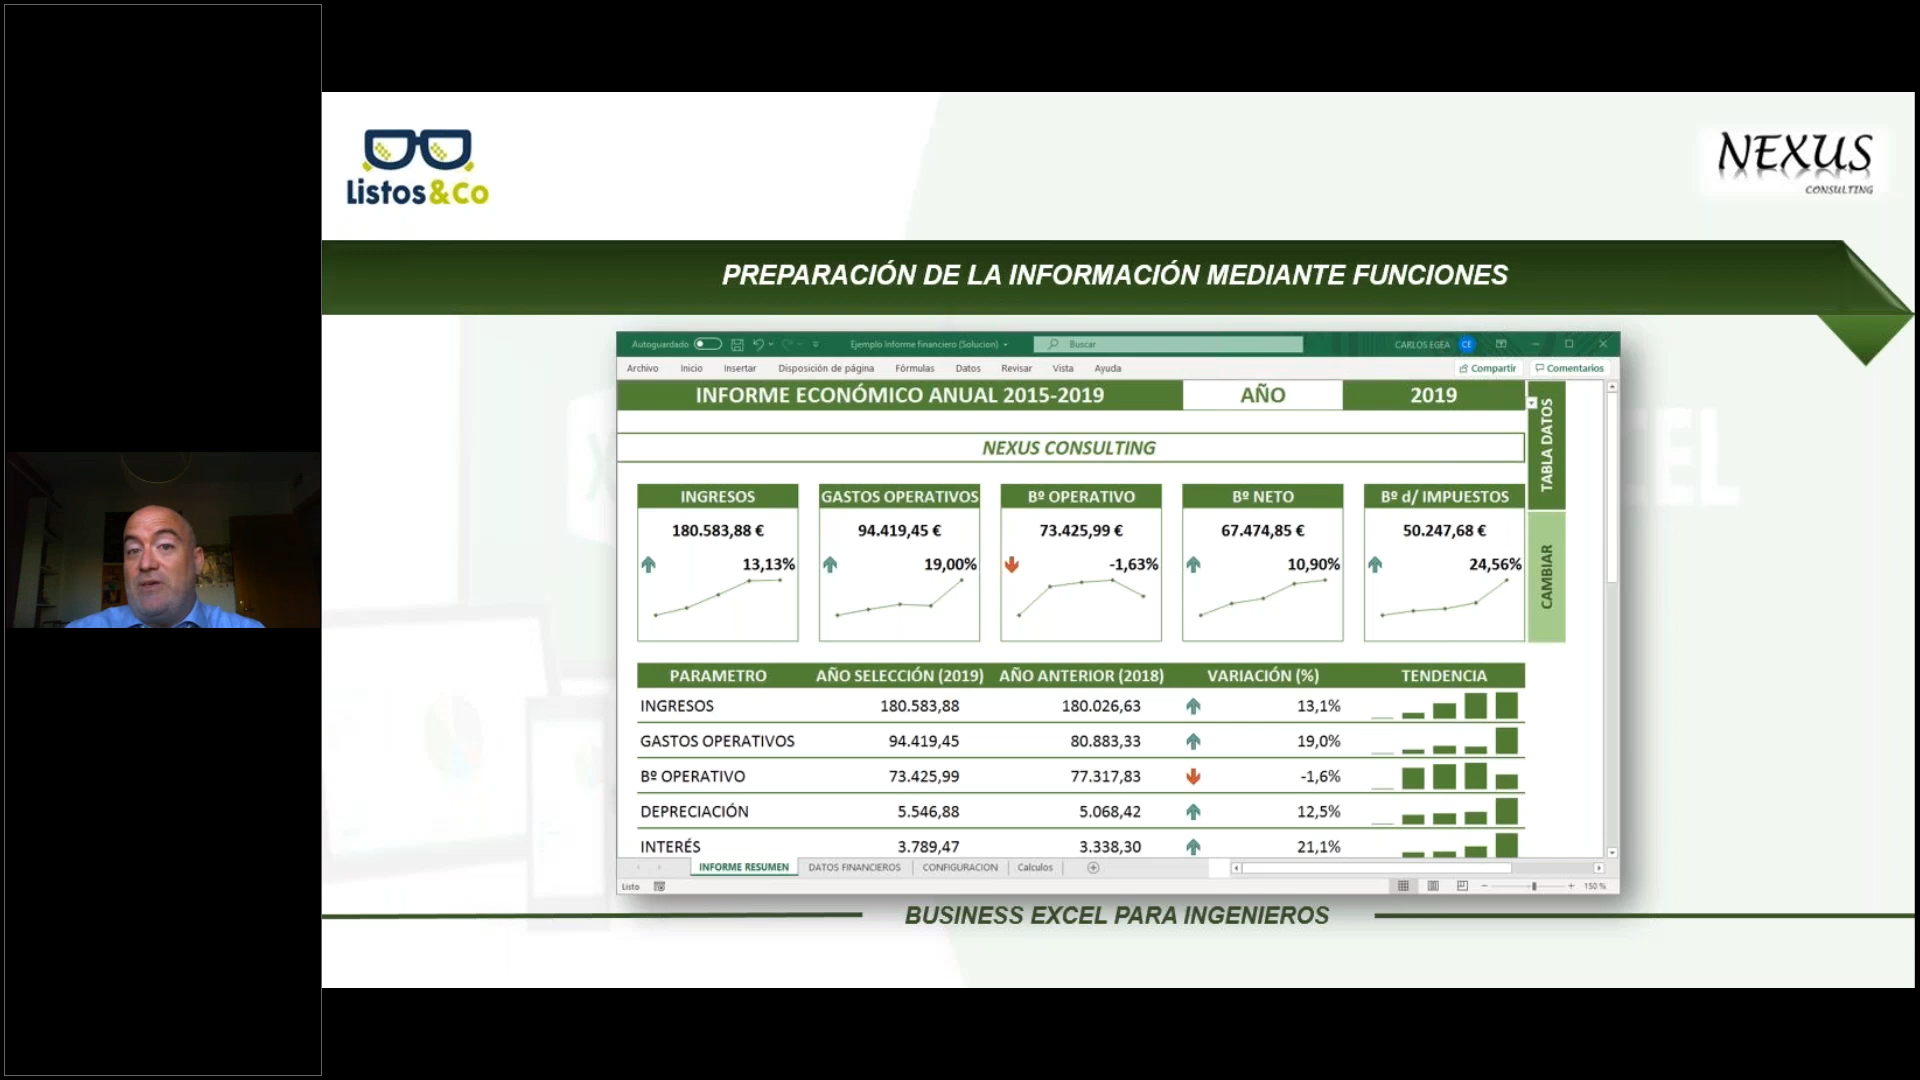 Listos&Co
NEXUS
CONSULTING
PREPARACIÓN DE LA INFORMACIÓN MEDIANTE FUNCIONES
Autoguardado
Ejemplo Informe financiero (Solucion)
Buscar
CARLOS EGEA
CE
Archivo Inicio Insertar Disposición de página Fórmulas Datos Revisar Vista Ayuda
Compartir
Comentarios
INFORME ECONÓMICO ANUAL 2015-2019 AÑO 2019
NEXUS CONSULTING
TABLA DATOS
CAMBIAR
INGRESOS GASTOS OPERATIVOS Bº OPERATIVO Bº NETO Bº d/ IMPUESTOS
180.583,88 € 94.419,45 € 73.425,99 € 67.474,85 € 50.247,68 €
13,13% 19,00% -1,63% 10,90% 24,56%
PARAMETRO AÑO SELECCIÓN (2019) AÑO ANTERIOR (2018) VARIACIÓN (%) TENDENCIA
INGRESOS 180.583,88 180.026,63 13,1%
GASTOS OPERATIVOS 94.419,45 80.883,33 19,0%
Bº OPERATIVO 73.425,99 77.317,83 -1,6%
DEPRECIACIÓN 5.546,88 5.068,42 12,5%
INTERÉS 3.789,47 3.338,30 21,1%
INFORME RESUMEN DATOS FINANCIEROS CONFIGURACION Calculos
Listo
150 %
BUSINESS EXCEL PARA INGENIEROS
EL